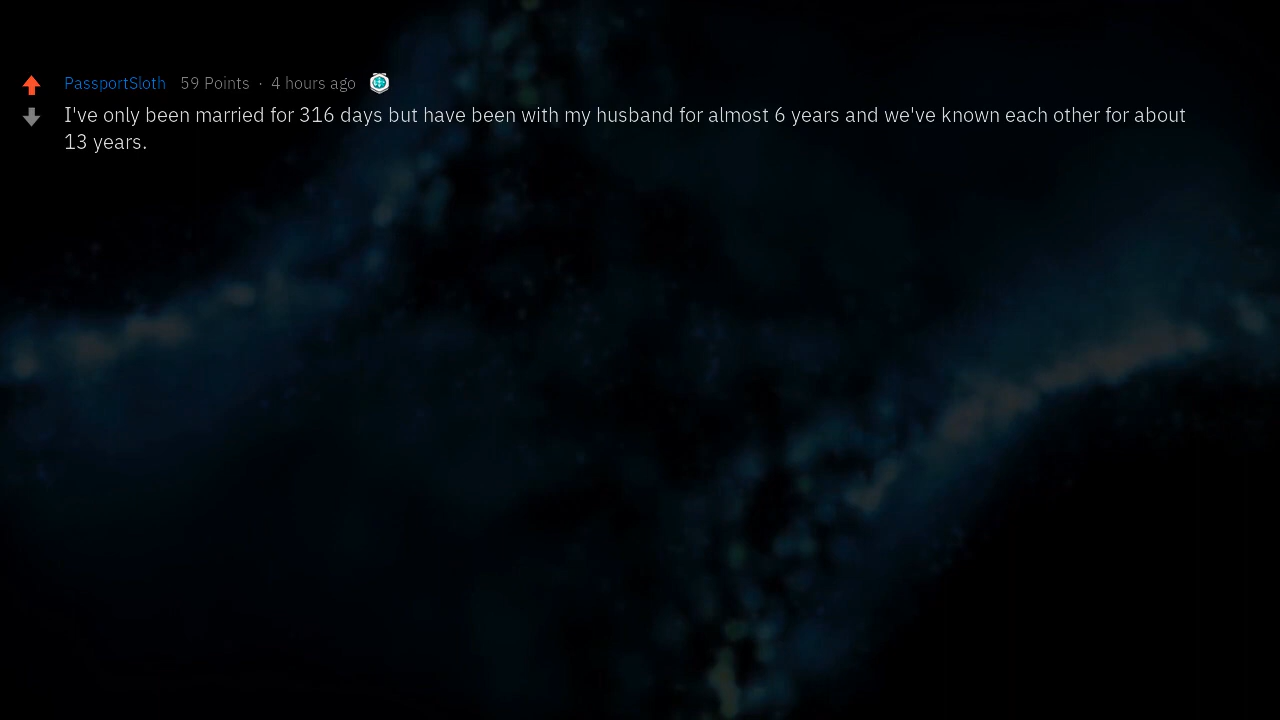 PassportSloth 59 Points · 4 hours ago
I've only been married for 316 days but have been with my husband for almost 6 years and we've known each other for about
13 years.